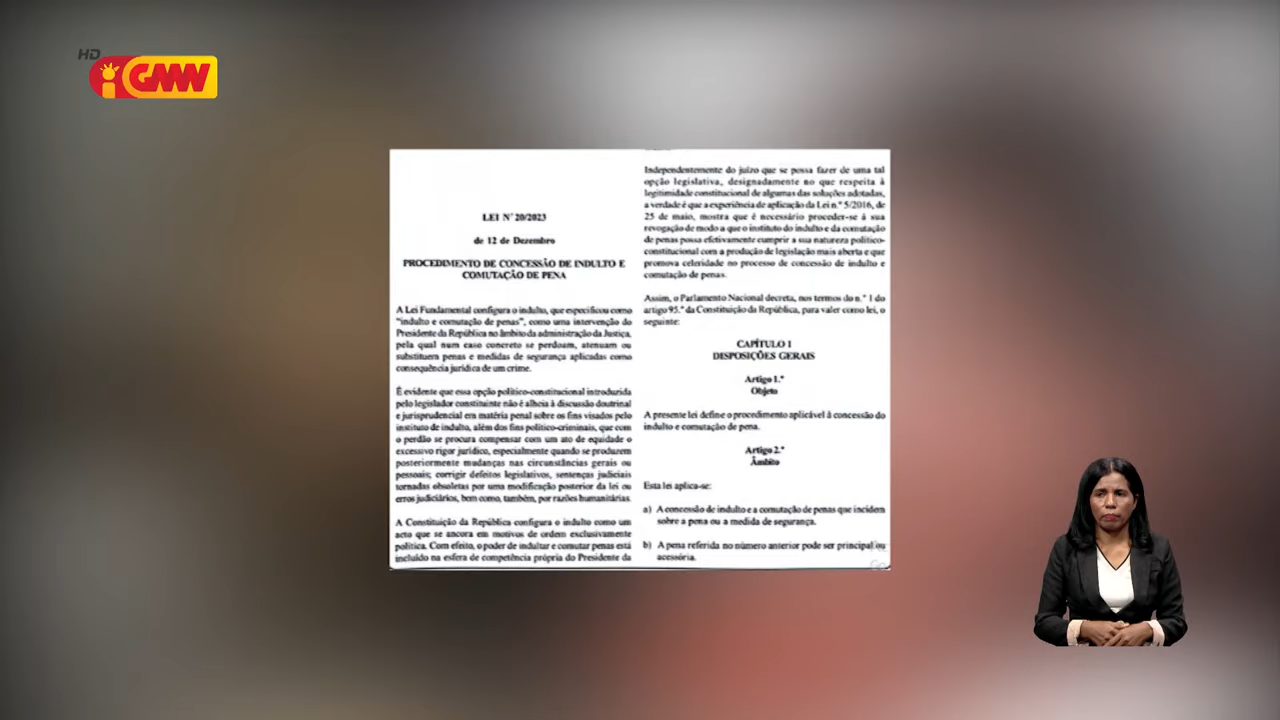 HD
GMN
LEI N° 20/2023
de 12 de Dezembro
PROCEDIMENTO DE CONCESSÃO DE INDULTO E
COMUTAÇÃO DE PENA
A Lei Fundamental configura o indulto, que especificou como
"indulto e comutação de penas", como uma intervenção do
Presidente da República no âmbito da administração da Justiça,
pela qual num caso concreto se perdoam, atenuam ou
substituem penas e medidas de segurança aplicadas como
consequência jurídica de um crime.
É evidente que essa opção político-constitucional introduzida
pelo legislador constituinte não é alheia à discussão doutrinal
e jurisprudencial em matéria penal sobre os fins visados pelo
instituto de indulto, além dos fins político-criminais, que com
o perdão se procura compensar com um ato de equidade o
excessivo rigor jurídico, especialmente quando se produzem
posteriormente mudanças nas circunstâncias gerais ou
pessoais; corrigir defeitos legislativos, sentenças judiciais
tornadas obsoletas por uma modificação posterior da lei ou
erros judiciários, bem como, também, por razões humanitárias.
A Constituição da República configura o indulto como um
acto que se ancora em motivos de ordem exclusivamente
política. Com efeito, o poder de indultar e comutar penas está
incluído na esfera de competência própria do Presidente da
Independentemente do juízo que se possa fazer de uma tal
opção legislativa, designadamente no que respeita à
legitimidade constitucional de algumas das soluções adotadas,
a verdade é que a experiência de aplicação da Lei n.º 5/2016, de
25 de maio, mostra que é necessário proceder-se à sua
revogação de modo a que o instituto do indulto e da comutação
de penas possa efetivamente cumprir a sua natureza político-
constitucional com a produção de legislação mais aberta e que
promova celeridade no processo de concessão de indulto e
comutação de penas.
Assim, o Parlamento Nacional decreta, nos termos do n.º 1 do
artigo 95.º da Constituição da República, para valer como lei, o
seguinte:
CAPÍTULO I
DISPOSIÇÕES GERAIS
Artigo 1.º
Objeto
A presente lei define o procedimento aplicável à concessão do
indulto e comutação de pena.
Artigo 2.º
Âmbito
Esta lei aplica-se:
a) A concessão de indulto e a comutação de penas que incidem
sobre a pena ou a medida de segurança.
b) A pena referida no número anterior pode ser principal ou
acessória.